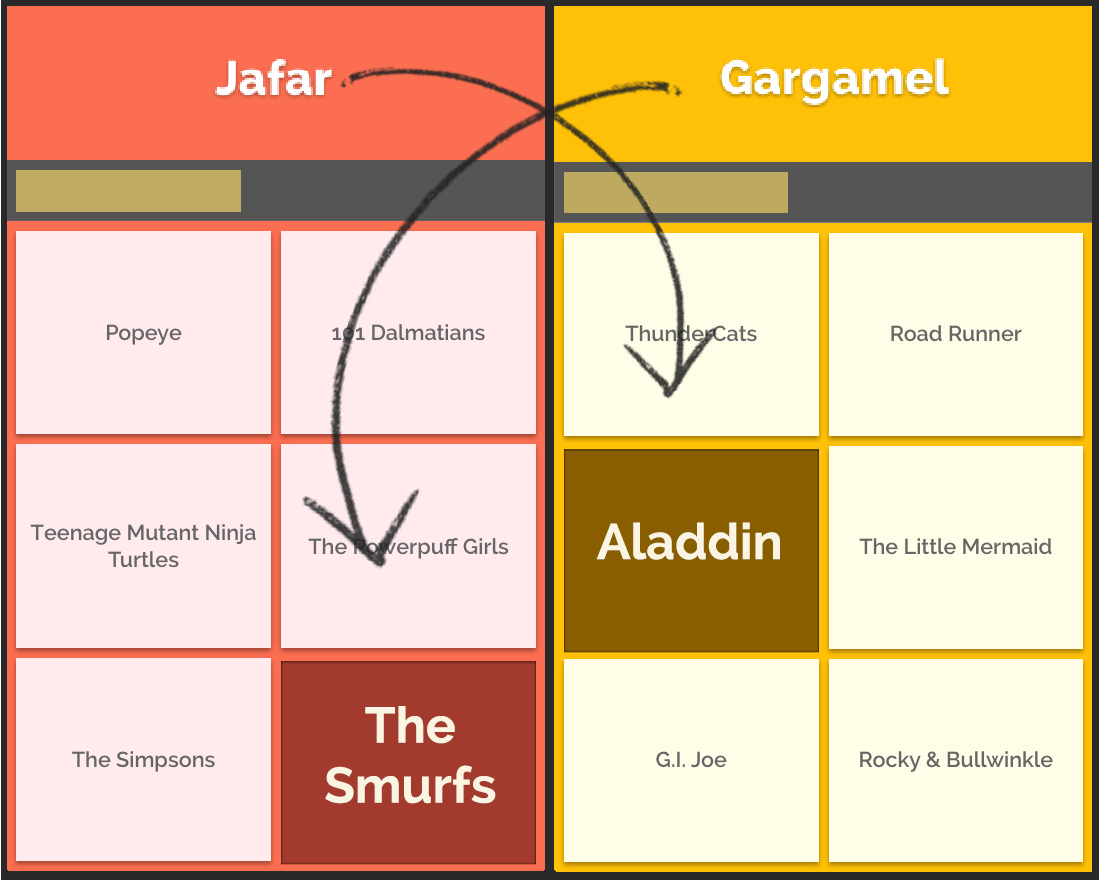 Jafar
Gargamel
Popeye
101 Dalmatians
Teenage Mutant Ninja
Turtles
The Powerpuff Girls
The Simpsons
The
Smurfs
ThunderCats
Road Runner
Aladdin
The Little Mermaid
G.I. Joe
Rocky & Bullwinkle